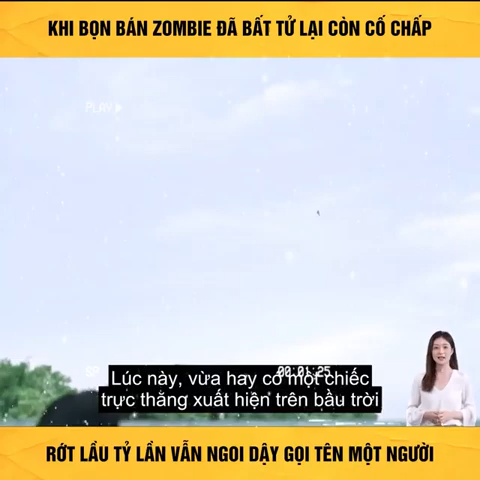 KHI BỌN BÁN ZOMBIE ĐÃ BẤT TỬ LẠI CÒN CỐ CHẤP
PLAY
SP
00:01:25
Lúc này, vừa hay có một chiếc
trực thăng xuất hiện trên bầu trời
RỚT LẦU TỶ LẦN VẪN NGOI DẬY GỌI TÊN MỘT NGƯỜI